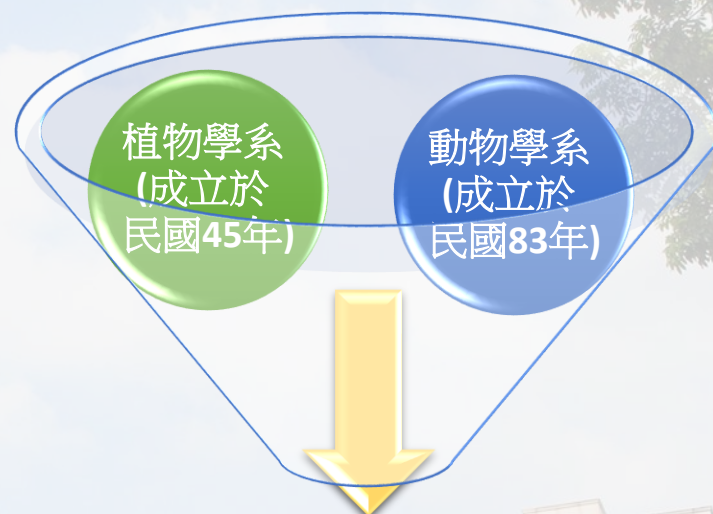 植物學系
(成立於
民國45年)
動物學系
(成立於
民國83年)